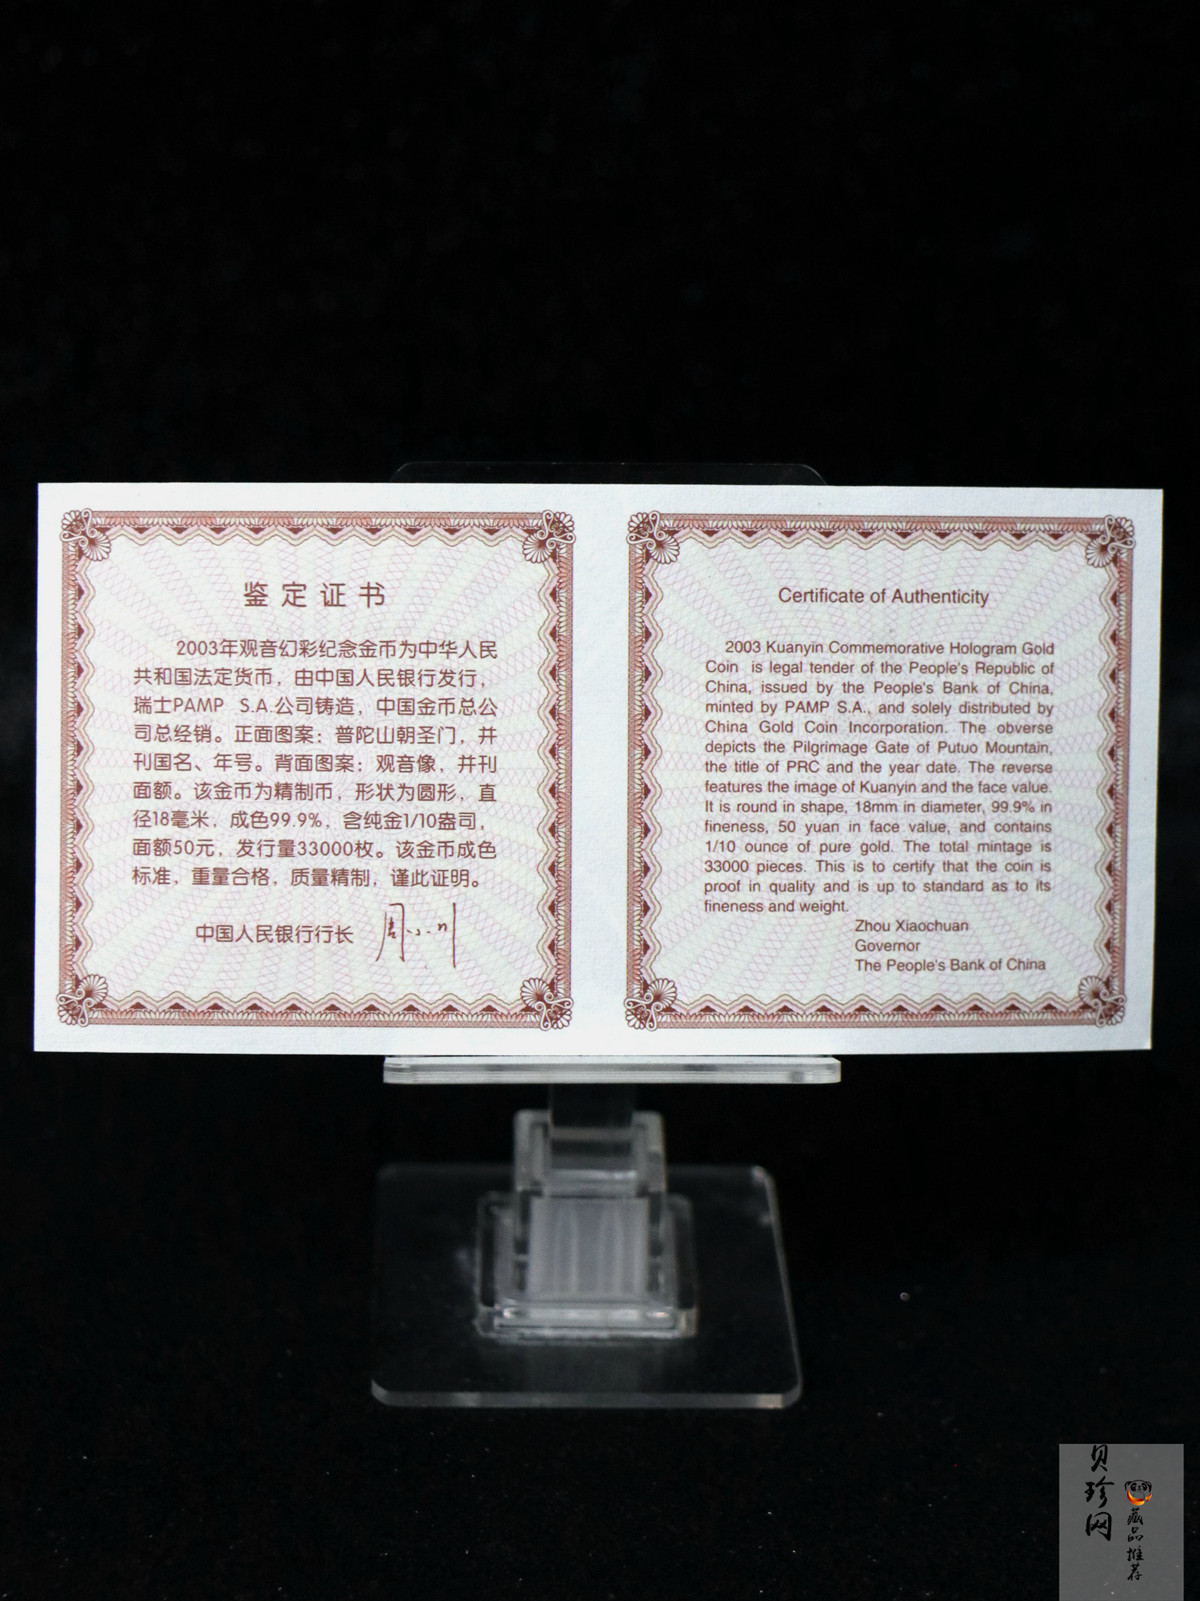 鉴定证书
2003年观音幻彩纪念金币为中华人民
共和国法定货币，由中国人民银行发行，
瑞士PAMP S.A.公司铸造，中国金币总公
司总经销。正面图案：普陀山朝圣门，并
刊国名、年号。背面图案：观音像，并刊
面额。该金币为精制币，形状为圆形，直
径18毫米，成色99.9%，含纯金1/10盎司，
面额50元，发行量33000枚。该金币成色
标准，重量合格，质量精制，谨此证明。
中国人民银行行长 周小川
Certificate of Authenticity
2003 Kuanyin Commemorative Hologram Gold
Coin is legal tender of the People's Republic of
China, issued by the People's Bank of China,
minted by PAMP S.A., and solely distributed by
China Gold Coin Incorporation. The obverse
depicts the Pilgrimage Gate of Putuo Mountain,
the title of PRC and the year date. The reverse
features the image of Kuanyin and the face value.
It is round in shape, 18mm in diameter, 99.9% in
fineness, 50 yuan in face value, and contains
1/10 ounce of pure gold. The total mintage is
33000 pieces. This is to certify that the coin is
proof in quality and is up to standard as to its
fineness and weight.
Zhou Xiaochuan
Governor
The People's Bank of China
贝珍网
藏品推荐